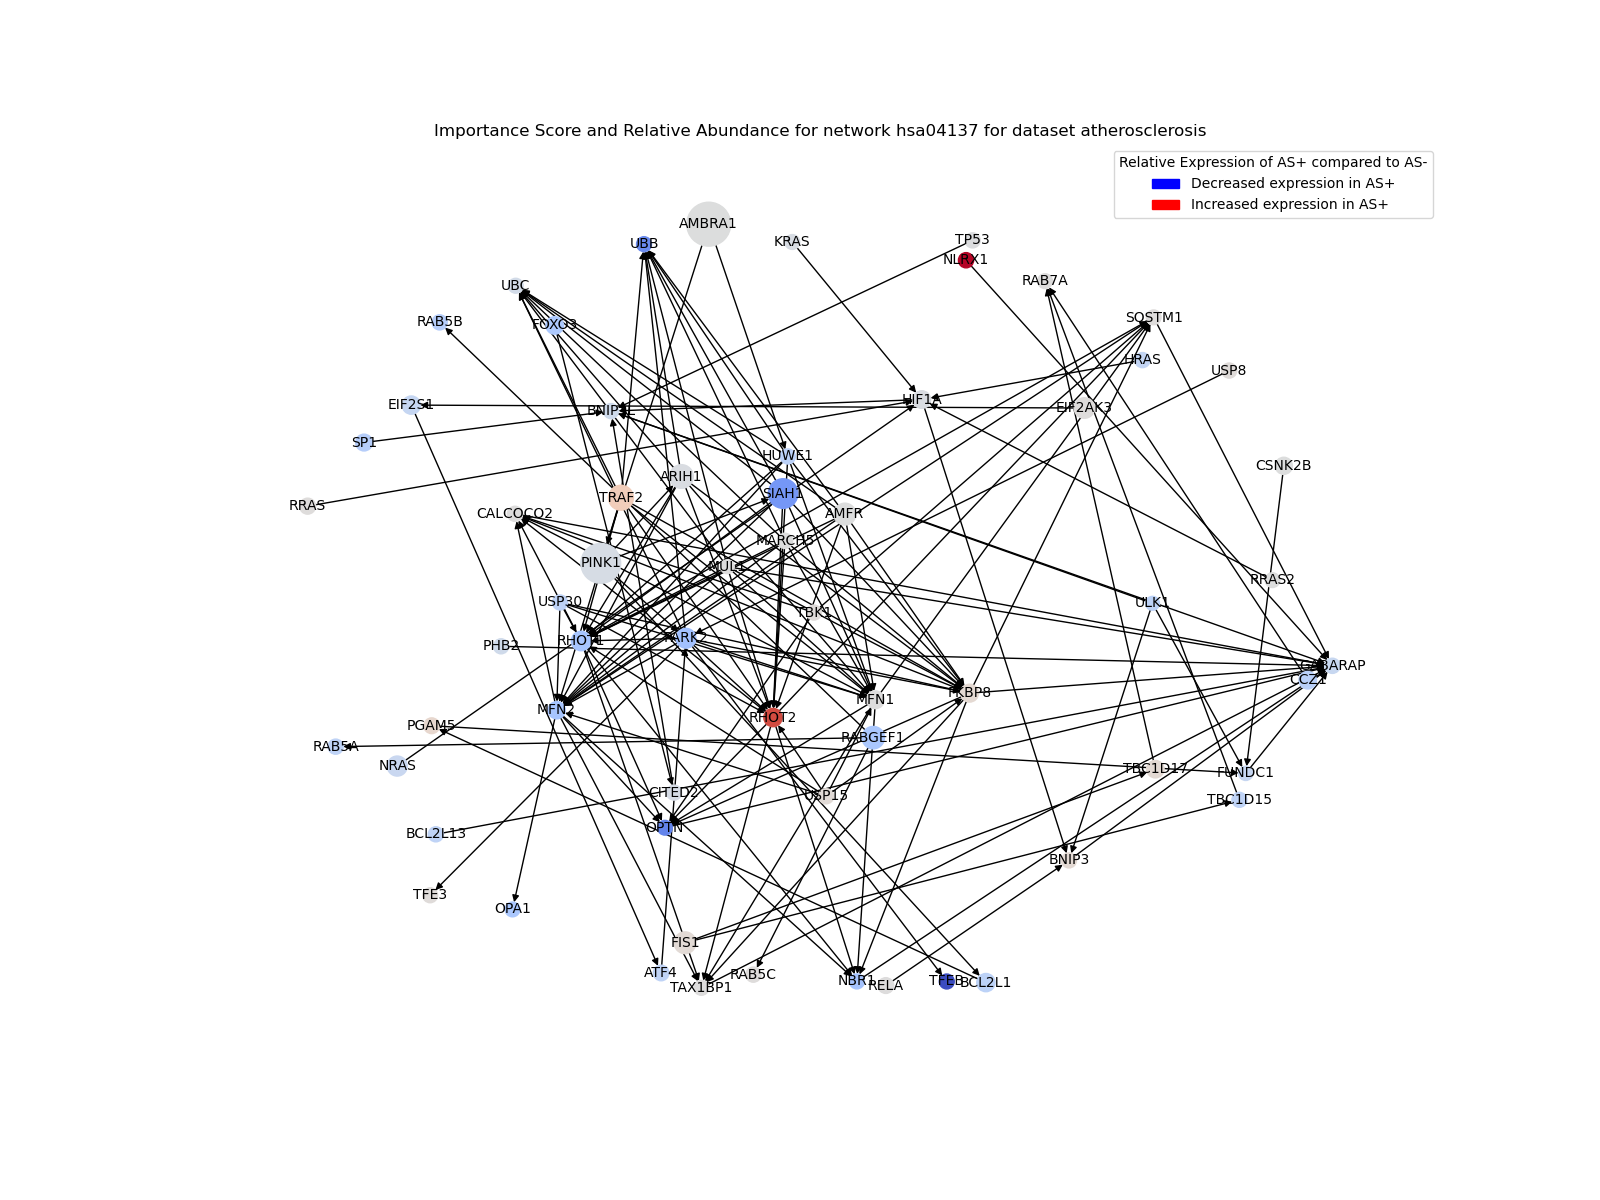 Importance Score and Relative Abundance for network hsa04137 for dataset atherosclerosis
Relative Expression of AS+ compared to AS-
Decreased expression in AS+
Increased expression in AS+
AMBRA1
UBB
KRAS
TP53
NLRX1
RAB7A
UBC
RAB5B
FOXO3
SQSTM1
HRAS
USP8
EIF2S1
BNIP3L
HIF1A
EIF2AK3
SP1
HUWE1
CSNK2B
ARIH1
TRAF2
SIAH1
RRAS
CALCOCO2
AMFR
MARCH5
PINK1
MUL1
RRAS2
USP30
TBK1
ULK1
RHOT1
PHB2
GABARAP
CCZ1
FKBP8
MFN1
MFN2
RHOT2
PGAM5
RABGEF1
RAB5A
NRAS
TBC1D17
FUNDC1
CITED2
USP15
TBC1D15
OPTN
BCL2L13
BNIP3
TFE3
OPA1
FIS1
ATF4
RAB5C
TAX1BP1
NBR1
RELA
TFEB
BCL2L1